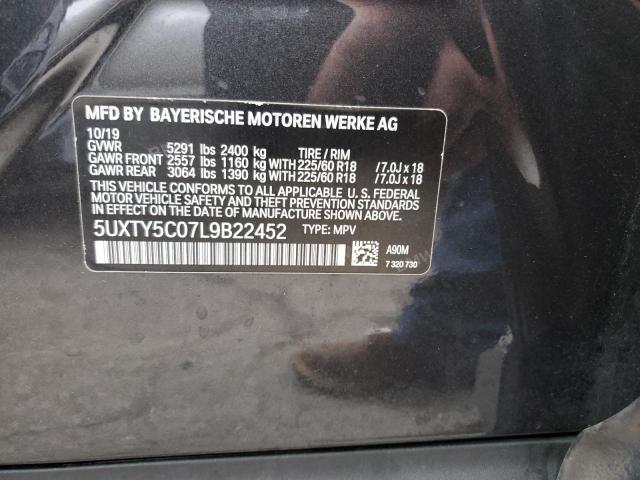 MFD BY BAYERISCHE MOTOREN WERKE AG
10/19
GVWR 5291 lbs 2400 kg TIRE / RIM
GAWR FRONT 2557 lbs 1160 kg WITH 225/60 R18 /7.0J x 18
GAWR REAR 3064 lbs 1390 kg WITH 225/60 R18 /7.0J x 18
THIS VEHICLE CONFORMS TO ALL APPLICABLE U. S. FEDERAL
MOTOR VEHICLE SAFETY AND THEFT PREVENTION STANDARDS
IN EFFECT ON THE DATE OF MANUFACTURE SHOWN ABOVE.
5UXTY5C07L9B22452 TYPE: MPV
A90M
7 320 730